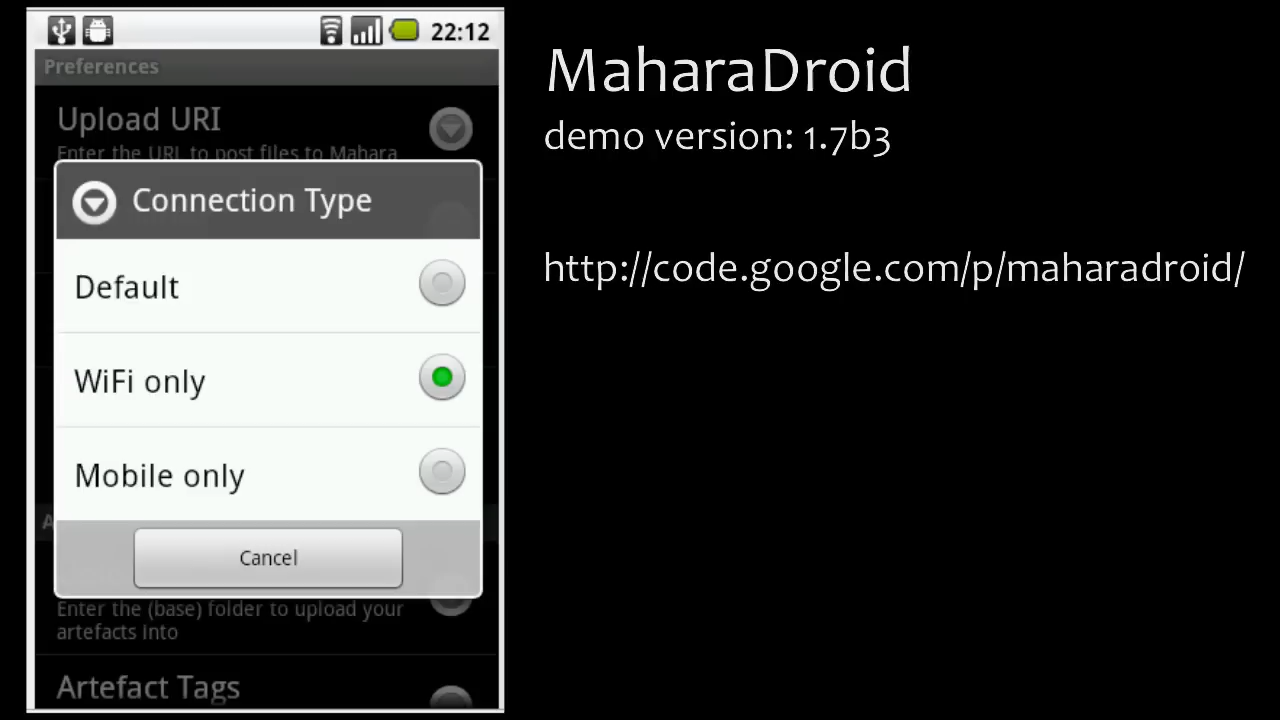 22:12
Preferences
Upload URI
Enter the URL to post files to Mahara
Connection Type
Default
WiFi only
Mobile only
A
Cancel
Enter the (base) folder to upload your
artefacts into
Artefact Tags
MaharaDroid
demo version: 1.7b3
http://code.google.com/p/maharadroid/